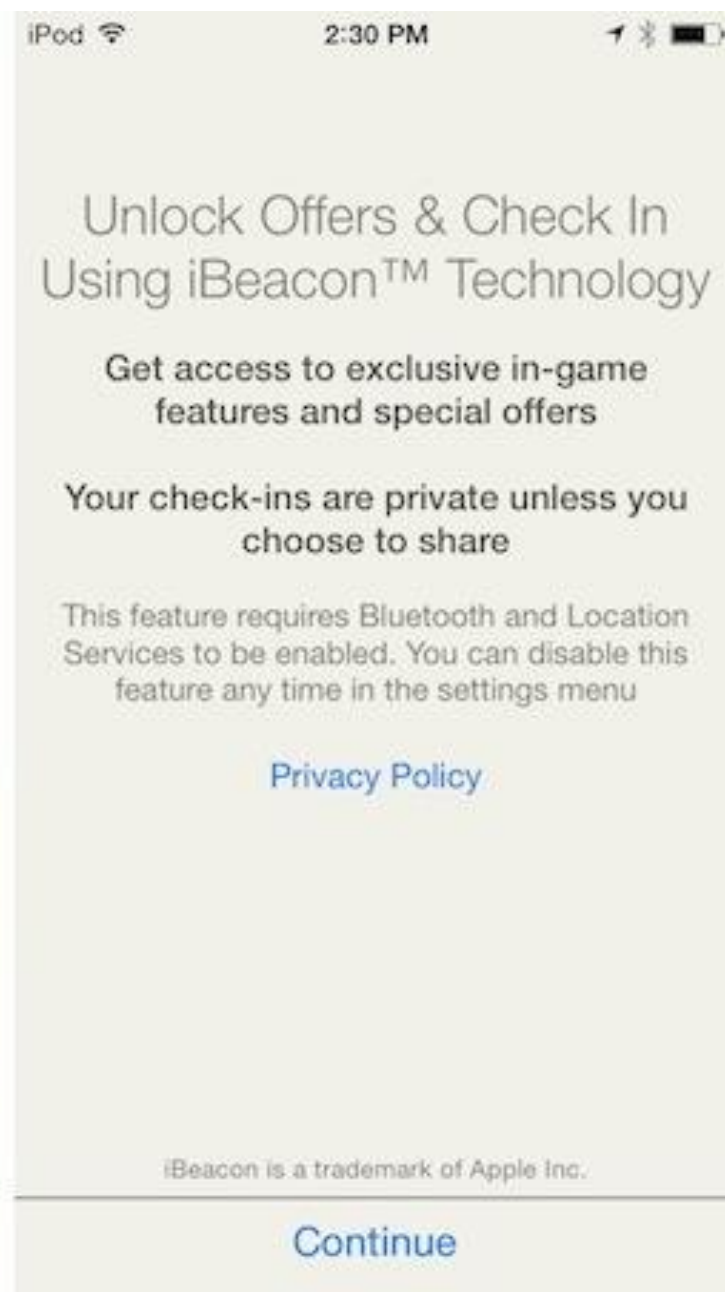 iPod 2:30 PM
Unlock Offers & Check In
Using iBeacon™ Technology
Get access to exclusive in-game
features and special offers
Your check-ins are private unless you
choose to share
This feature requires Bluetooth and Location
Services to be enabled. You can disable this
feature any time in the settings menu
Privacy Policy
iBeacon is a trademark of Apple Inc.
Continue